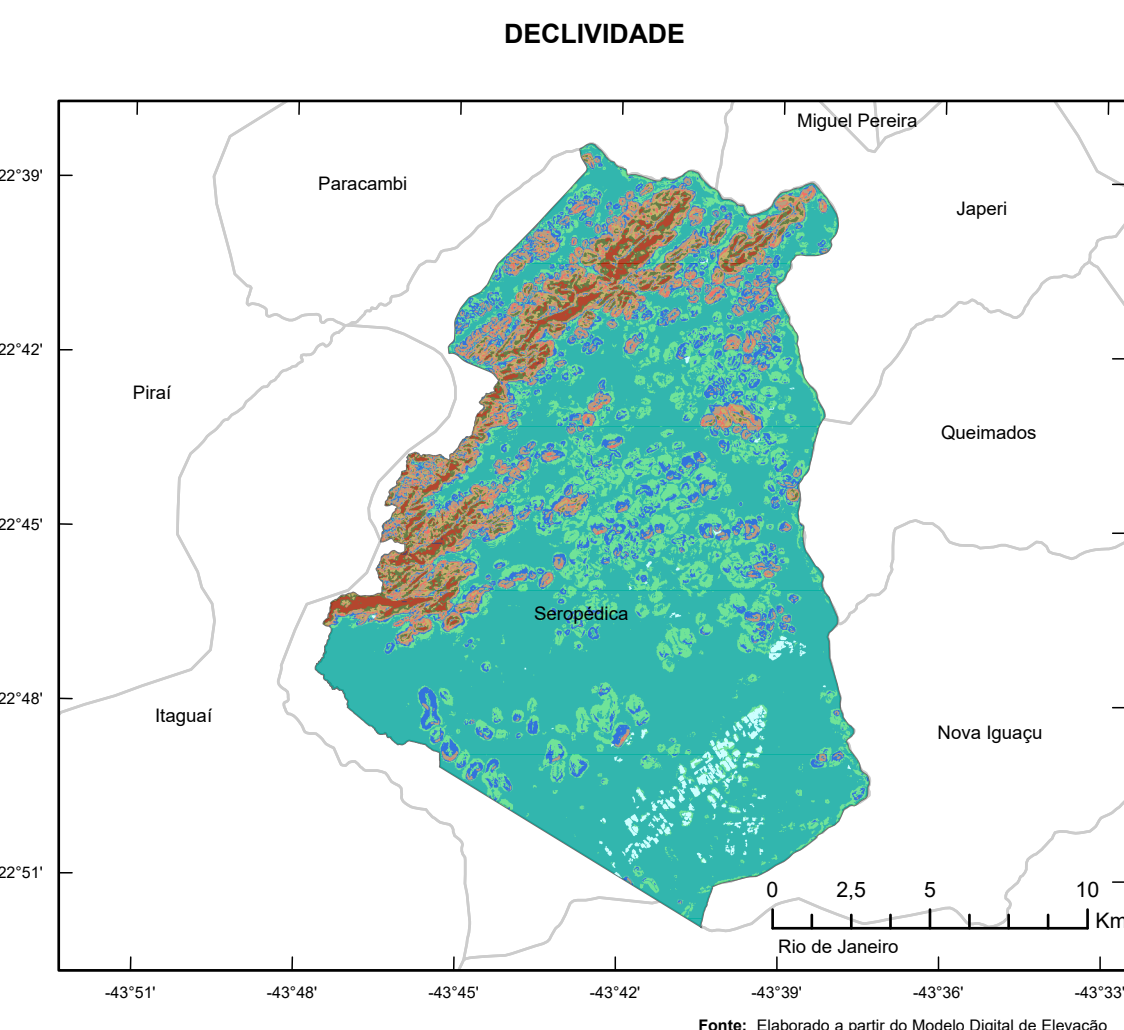 DECLIVIDADE
Miguel Pereira
22°39'
Paracambi
Japeri
22°42'
Piraí
Queimados
22°45'
Seropédica
22°48'
Itaguaí
Nova Iguaçu
22°51'
0 2,5 5 10
Km
Rio de Janeiro
-43°51' -43°48' -43°45' -43°42' -43°39' -43°36' -43°33'
Fonte: Elaborado a partir do Modelo Digital de Elevação